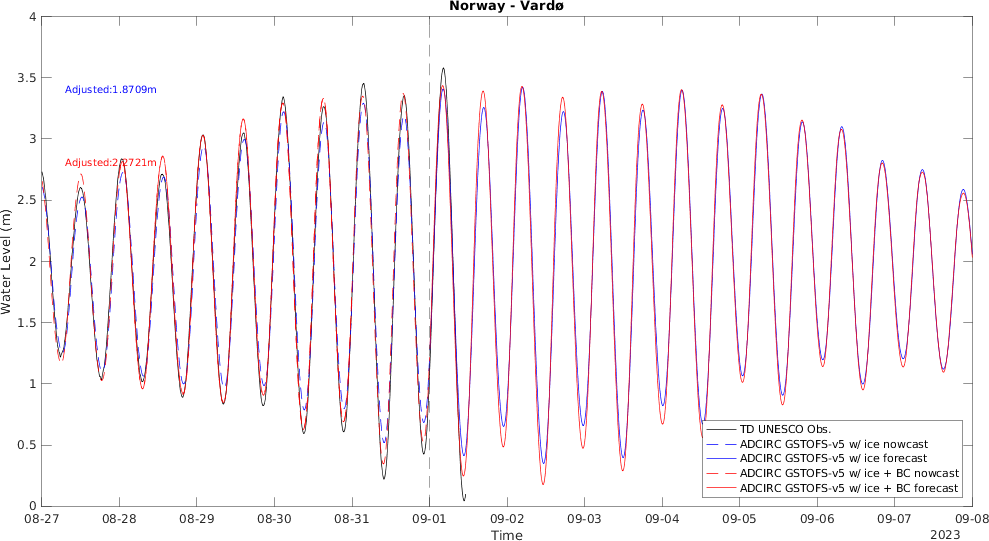 Norway - Vardø
4
3.5
3
2.5
2
1.5
1
0.5
0
Water Level (m)
Adjusted:1.8709m
Adjusted:2.2721m
TD UNESCO Obs.
ADCIRC GSTOFS-v5 w/ ice nowcast
ADCIRC GSTOFS-v5 w/ ice forecast
ADCIRC GSTOFS-v5 w/ ice + BC nowcast
ADCIRC GSTOFS-v5 w/ ice + BC forecast
08-27 08-28 08-29 08-30 08-31 09-01 09-02 09-03 09-04 09-05 09-06 09-07 09-08
Time
2023